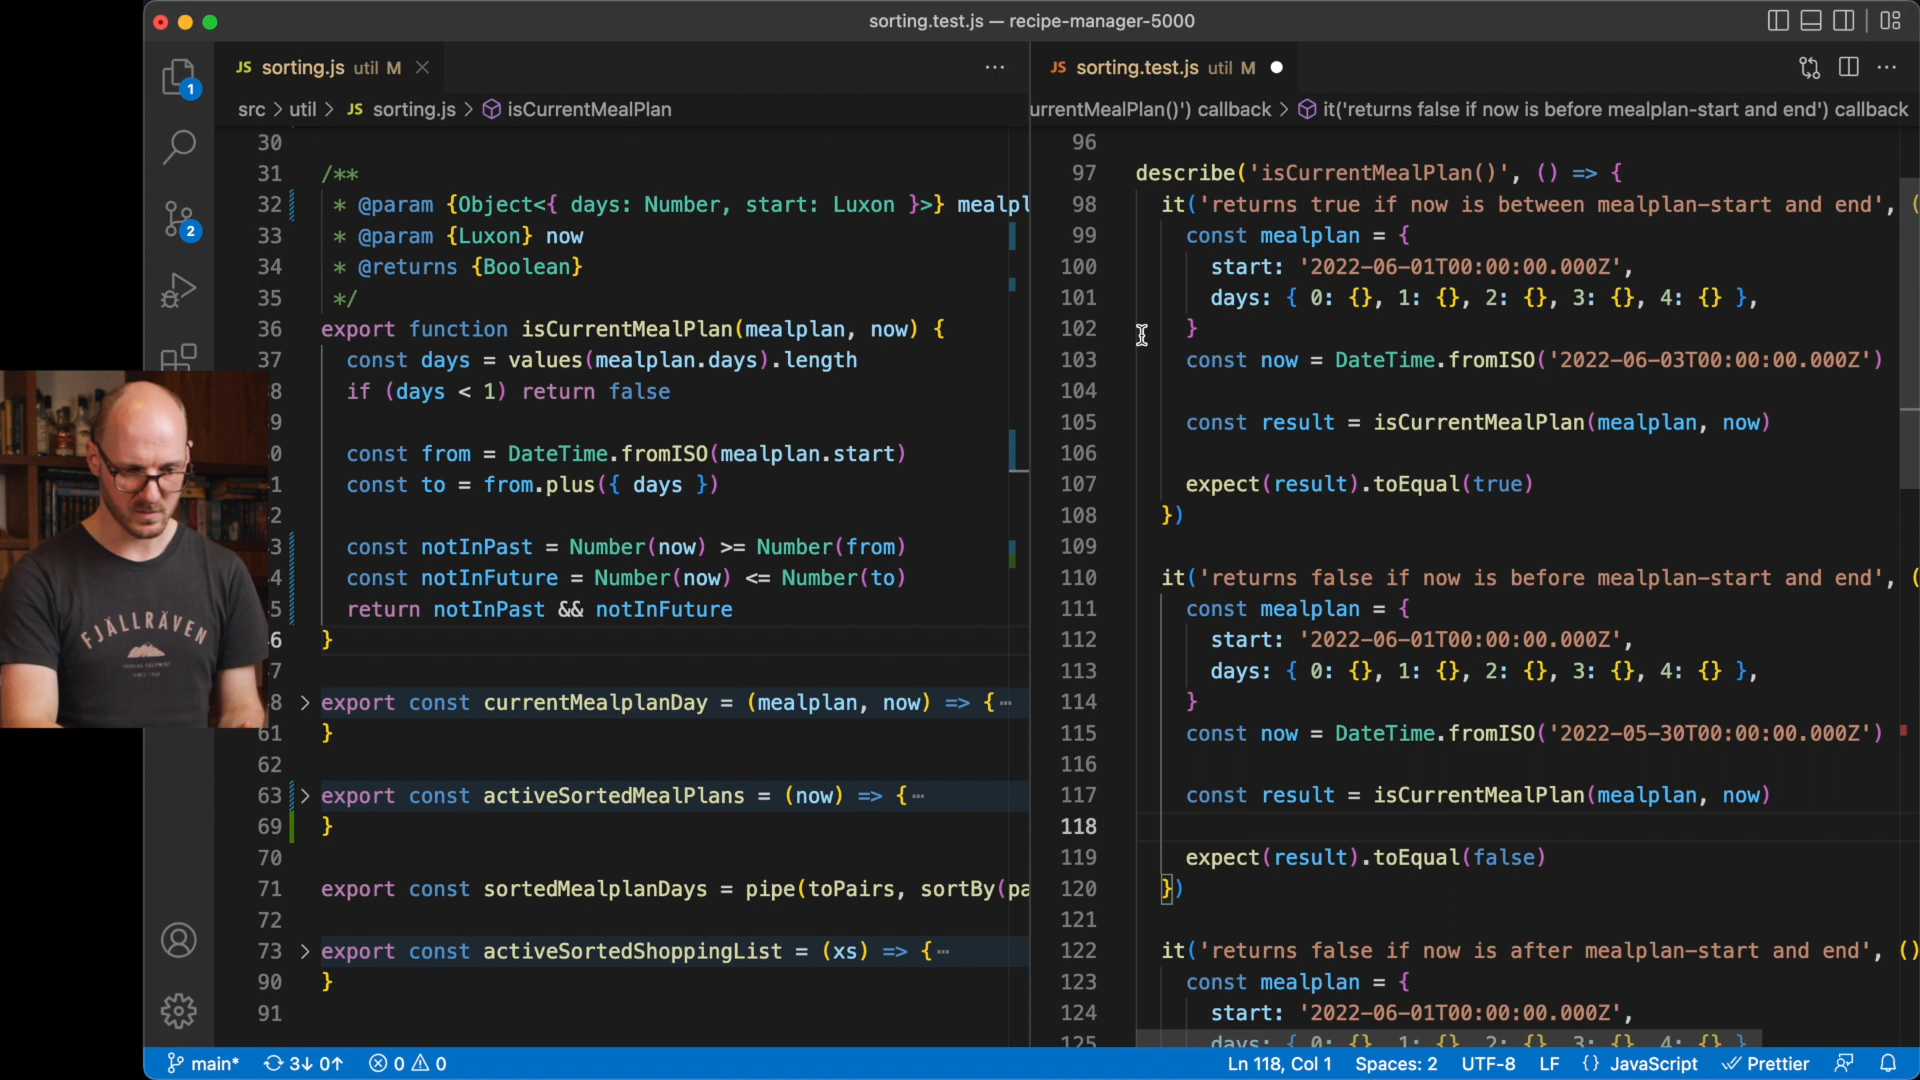 sorting.test.js — recipe-manager-5000
JS sorting.js util M
JS sorting.test.js util M
src > util > JS sorting.js > isCurrentMealPlan
urrentMealPlan()') callback > it('returns false if now is before mealplan-start and end') callback
1
2
30
31 /**
32 * @param {Object<{ days: Number, start: Luxon }>} mealpl
33 * @param {Luxon} now
34 * @returns {Boolean}
35 */
36 export function isCurrentMealPlan(mealplan, now) {
37 const days = values(mealplan.days).length
8 if (days < 1) return false
9
0 const from = DateTime.fromISO(mealplan.start)
1 const to = from.plus({ days })
2
3 const notInPast = Number(now) >= Number(from)
4 const notInFuture = Number(now) <= Number(to)
5 return notInPast && notInFuture
6 }
7
8 > export const currentMealplanDay = (mealplan, now) => {…
61 }
62
63 > export const activeSortedMealPlans = (now) => {…
69 }
70
71 export const sortedMealplanDays = pipe(toPairs, sortBy(pa
72
73 > export const activeSortedShoppingList = (xs) => {…
90 }
91
96
97 describe('isCurrentMealPlan()', () => {
98 it('returns true if now is between mealplan-start and end', (
99 const mealplan = {
100 start: '2022-06-01T00:00:00.000Z',
101 days: { 0: {}, 1: {}, 2: {}, 3: {}, 4: {} },
102 }
103 const now = DateTime.fromISO('2022-06-03T00:00:00.000Z')
104
105 const result = isCurrentMealPlan(mealplan, now)
106
107 expect(result).toEqual(true)
108 })
109
110 it('returns false if now is before mealplan-start and end', (
111 const mealplan = {
112 start: '2022-06-01T00:00:00.000Z',
113 days: { 0: {}, 1: {}, 2: {}, 3: {}, 4: {} },
114 }
115 const now = DateTime.fromISO('2022-05-30T00:00:00.000Z')
116
117 const result = isCurrentMealPlan(mealplan, now)
118
119 expect(result).toEqual(false)
120 })
121
122 it('returns false if now is after mealplan-start and end', ()
123 const mealplan = {
124 start: '2022-06-01T00:00:00.000Z',
125 days: { 0: {}, 1: {}, 2: {}, 3: {}, 4: {} }
FJÄLLRÄVEN
main* 3↓ 0↑ 0 0
Ln 118, Col 1 Spaces: 2 UTF-8 LF {} JavaScript Prettier